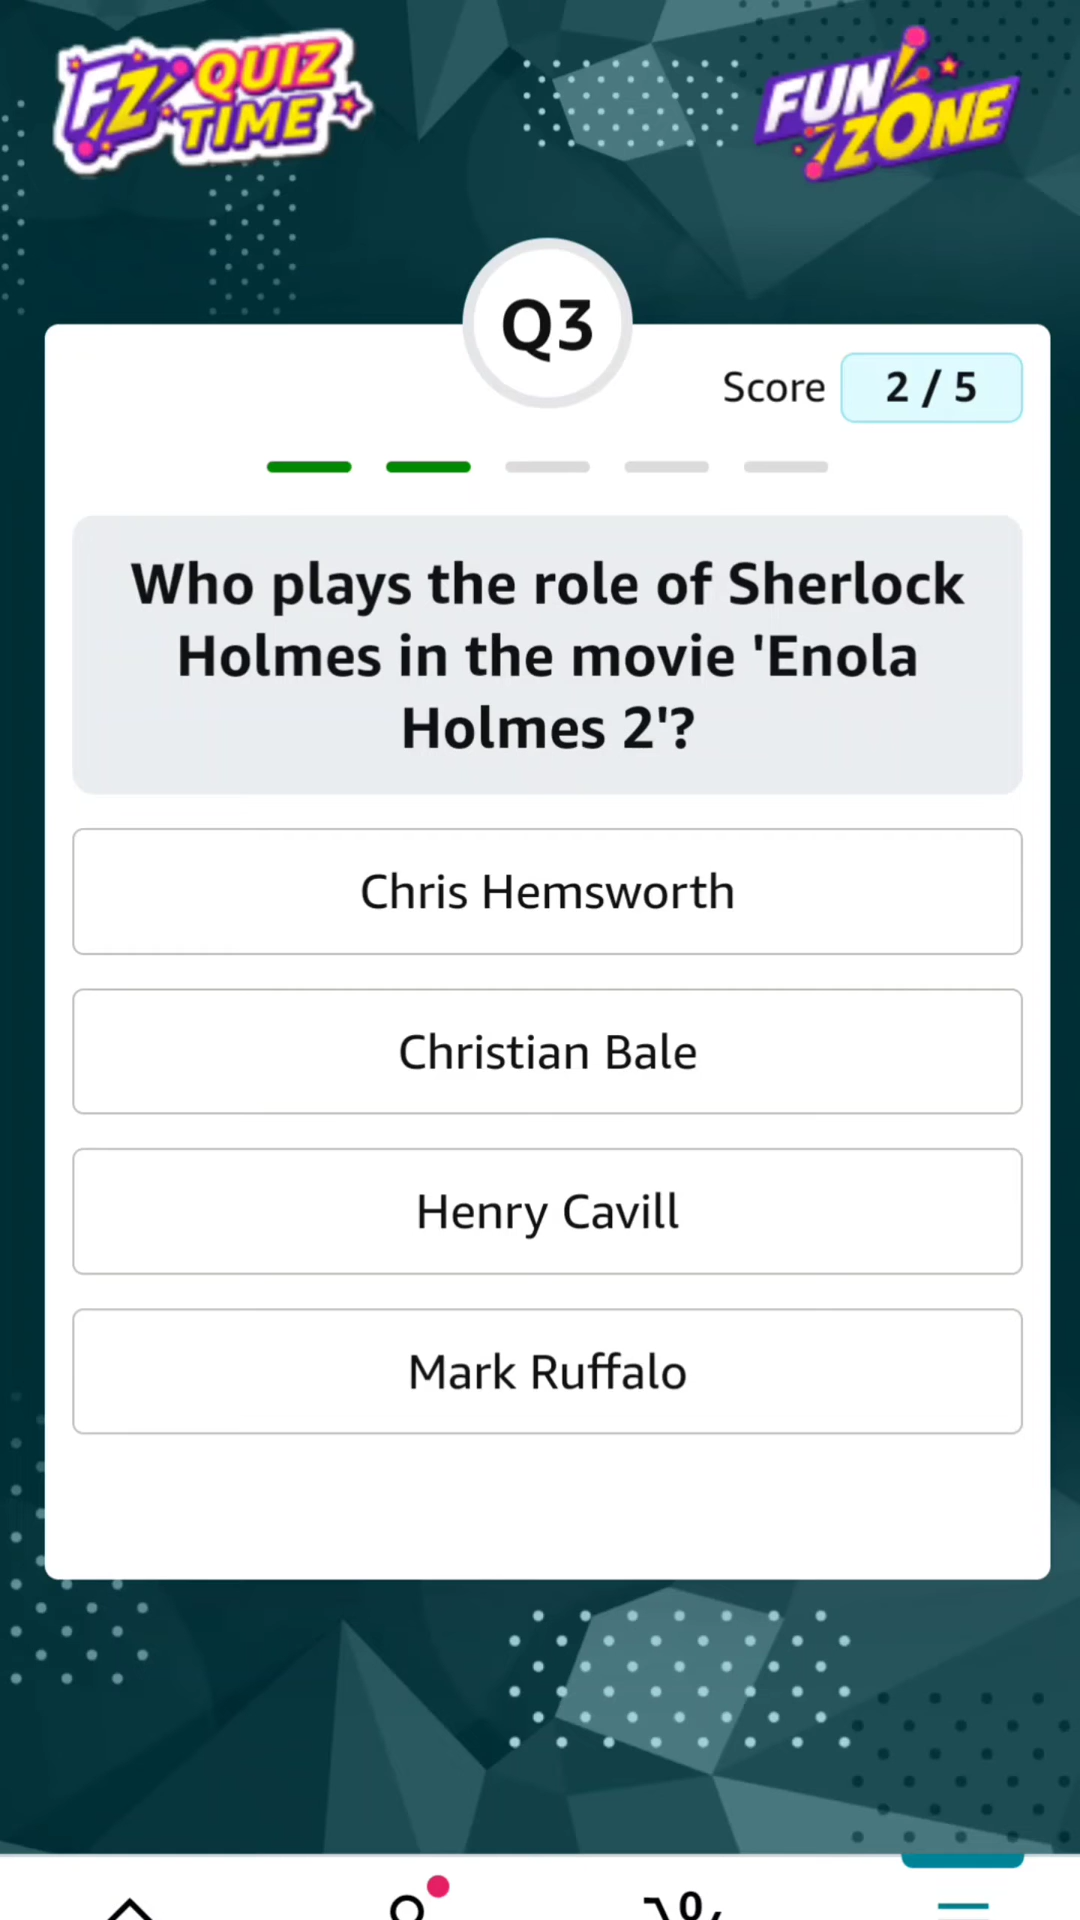 FZ QUIZ
TIME
FUN
ZONE
Q3
Score 2 / 5
Who plays the role of Sherlock
Holmes in the movie 'Enola
Holmes 2'?
Chris Hemsworth
Christian Bale
Henry Cavill
Mark Ruffalo
0